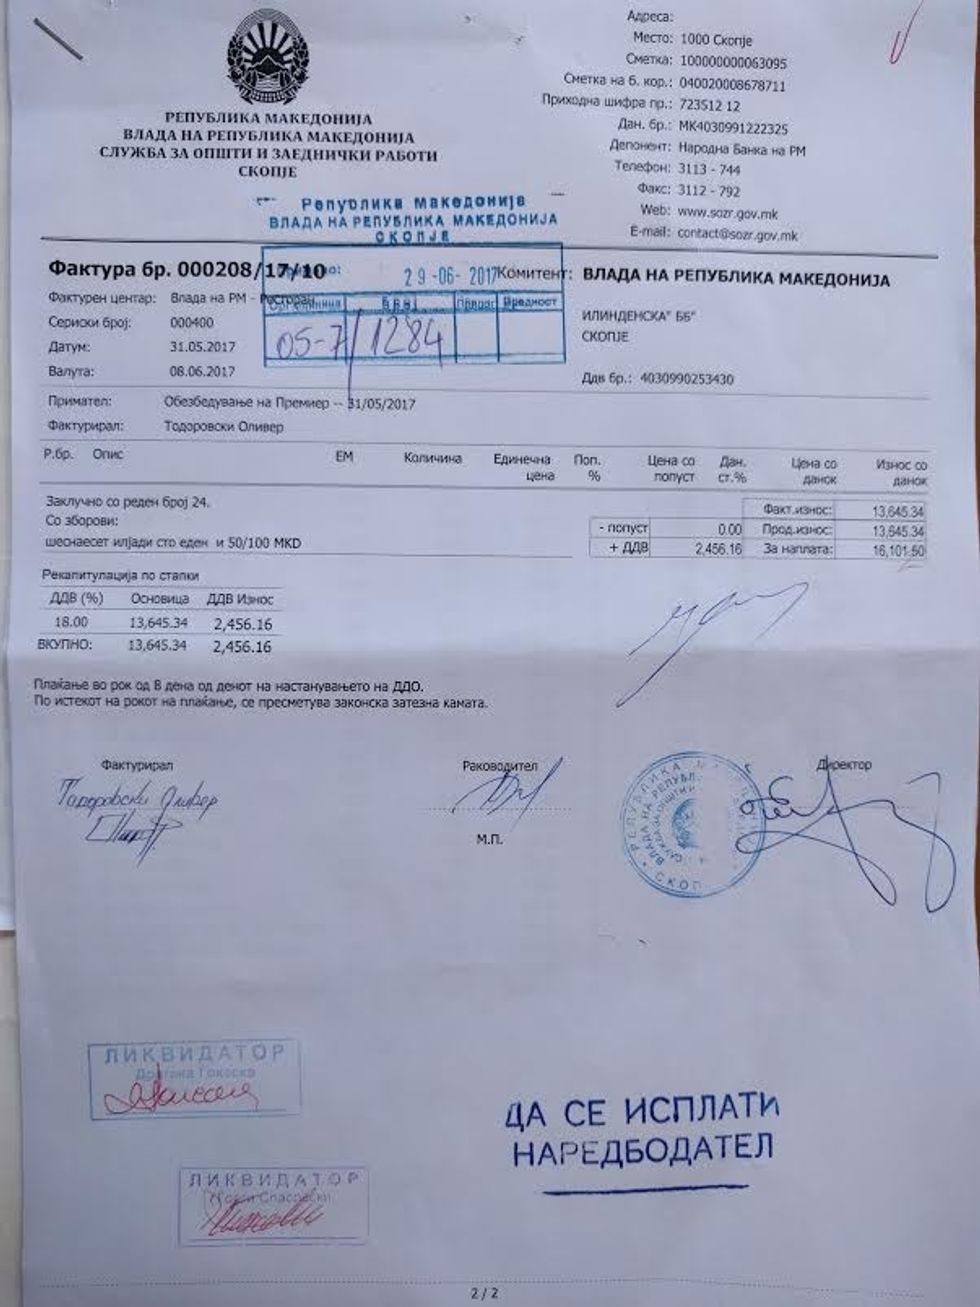 РЕПУБЛИКА МАКЕДОНИЈА
ВЛАДА НА РЕПУБЛИКА МАКЕДОНИЈА
СЛУЖБА ЗА ОПШТИ И ЗАЕДНИЧКИ РАБОТИ
СКОПЈЕ
Адреса:
Место: 1000 Скопје
Сметка: 100000000063095
Сметка на б. кор.: 040020008678711
Приходна шифра пр.: 723512 12
Дан. бр.: МК4030991222325
Депонент: Народна Банка на РМ
Телефон: 3113 - 744
Факс: 3112 - 792
Web: www.sozr.gov.mk
E-mail: contact@sozr.gov.mk
Република Македонија
ВЛАДА НА РЕПУБЛИКА МАКЕДОНИЈА
СКОПЈЕ
29-06-2017
Број Прилог Вредност
05-7/1284
Фактура бр. 000208/17/10
Фактурен центар: Влада на РМ - Ресторан
Сериски број: 000400
Датум: 31.05.2017
Валута: 08.06.2017
Комитент: ВЛАДА НА РЕПУБЛИКА МАКЕДОНИЈА
ИЛИНДЕНСКА" ББ"
СКОПЈЕ
Ддв бр.: 4030990253430
Примател: Обезбедување на Премиер -- 31/05/2017
Фактурирал: Тодоровски Оливер
Р.бр. Опис ЕМ Количина Единечна цена Поп. % Цена со попуст Дан. ст.% Цена со данок Износ со данок
Заклучно со реден број 24.
Со зборови:
шеснаесет илјади сто еден и 50/100 MKD
Факт.износ: 13,645.34
- попуст 0.00 Прод.износ: 13,645.34
+ ДДВ 2,456.16 За наплата: 16,101.50
Рекапитулација по стапки
ДДВ (%) Основица ДДВ Износ
18.00 13,645.34 2,456.16
ВКУПНО: 13,645.34 2,456.16
Плаќање во рок од 8 дена од денот на настанувањето на ДДО.
По истекот на рокот на плаќање, се пресметува законска затезна камата.
Фактурирал Раководител Директор
Тодоровски Оливер
М.П.
ЛИКВИДАТОР
ЛИКВИДАТОР
ДА СЕ ИСПЛАТИ
НАРЕДБОДАТЕЛ
2 / 2